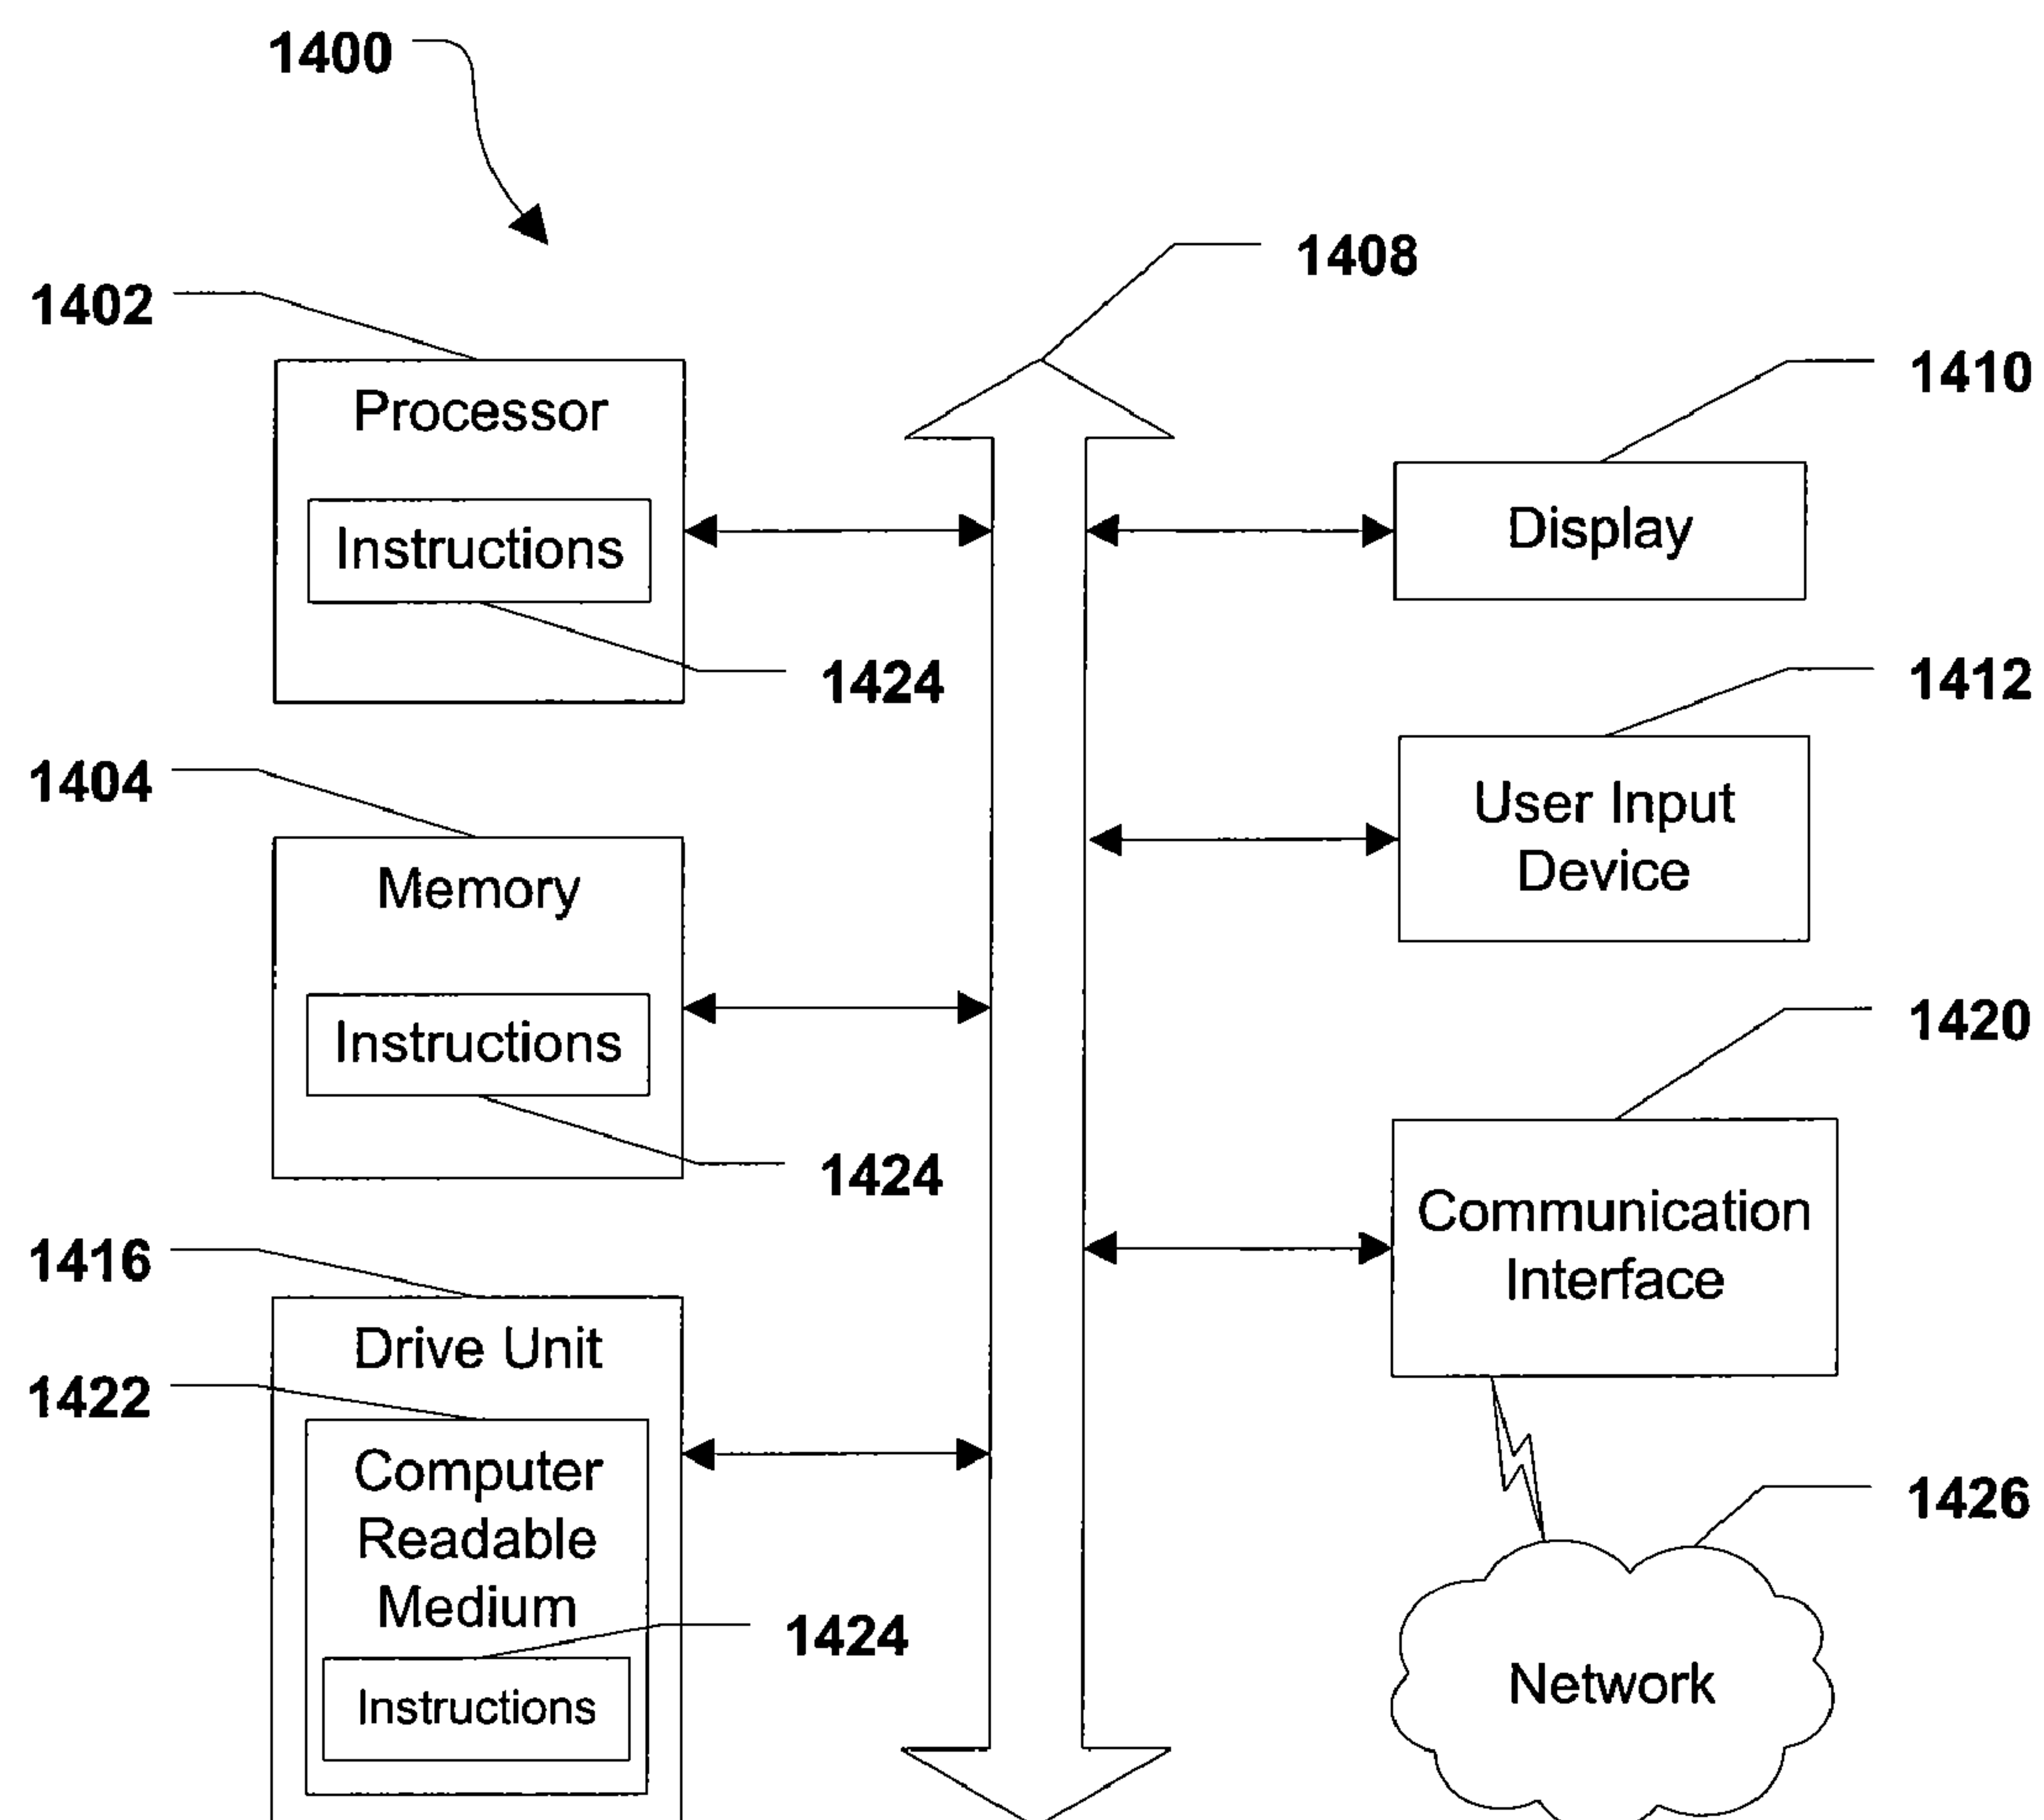 1400
1408
1402
Processor
Instructions
1424
1410
Display
1412
User Input
Device
1404
Memory
Instructions
1424
1420
Communication
Interface
1416
Drive Unit
1422
Computer
Readable
Medium
1424
Instructions
1426
Network